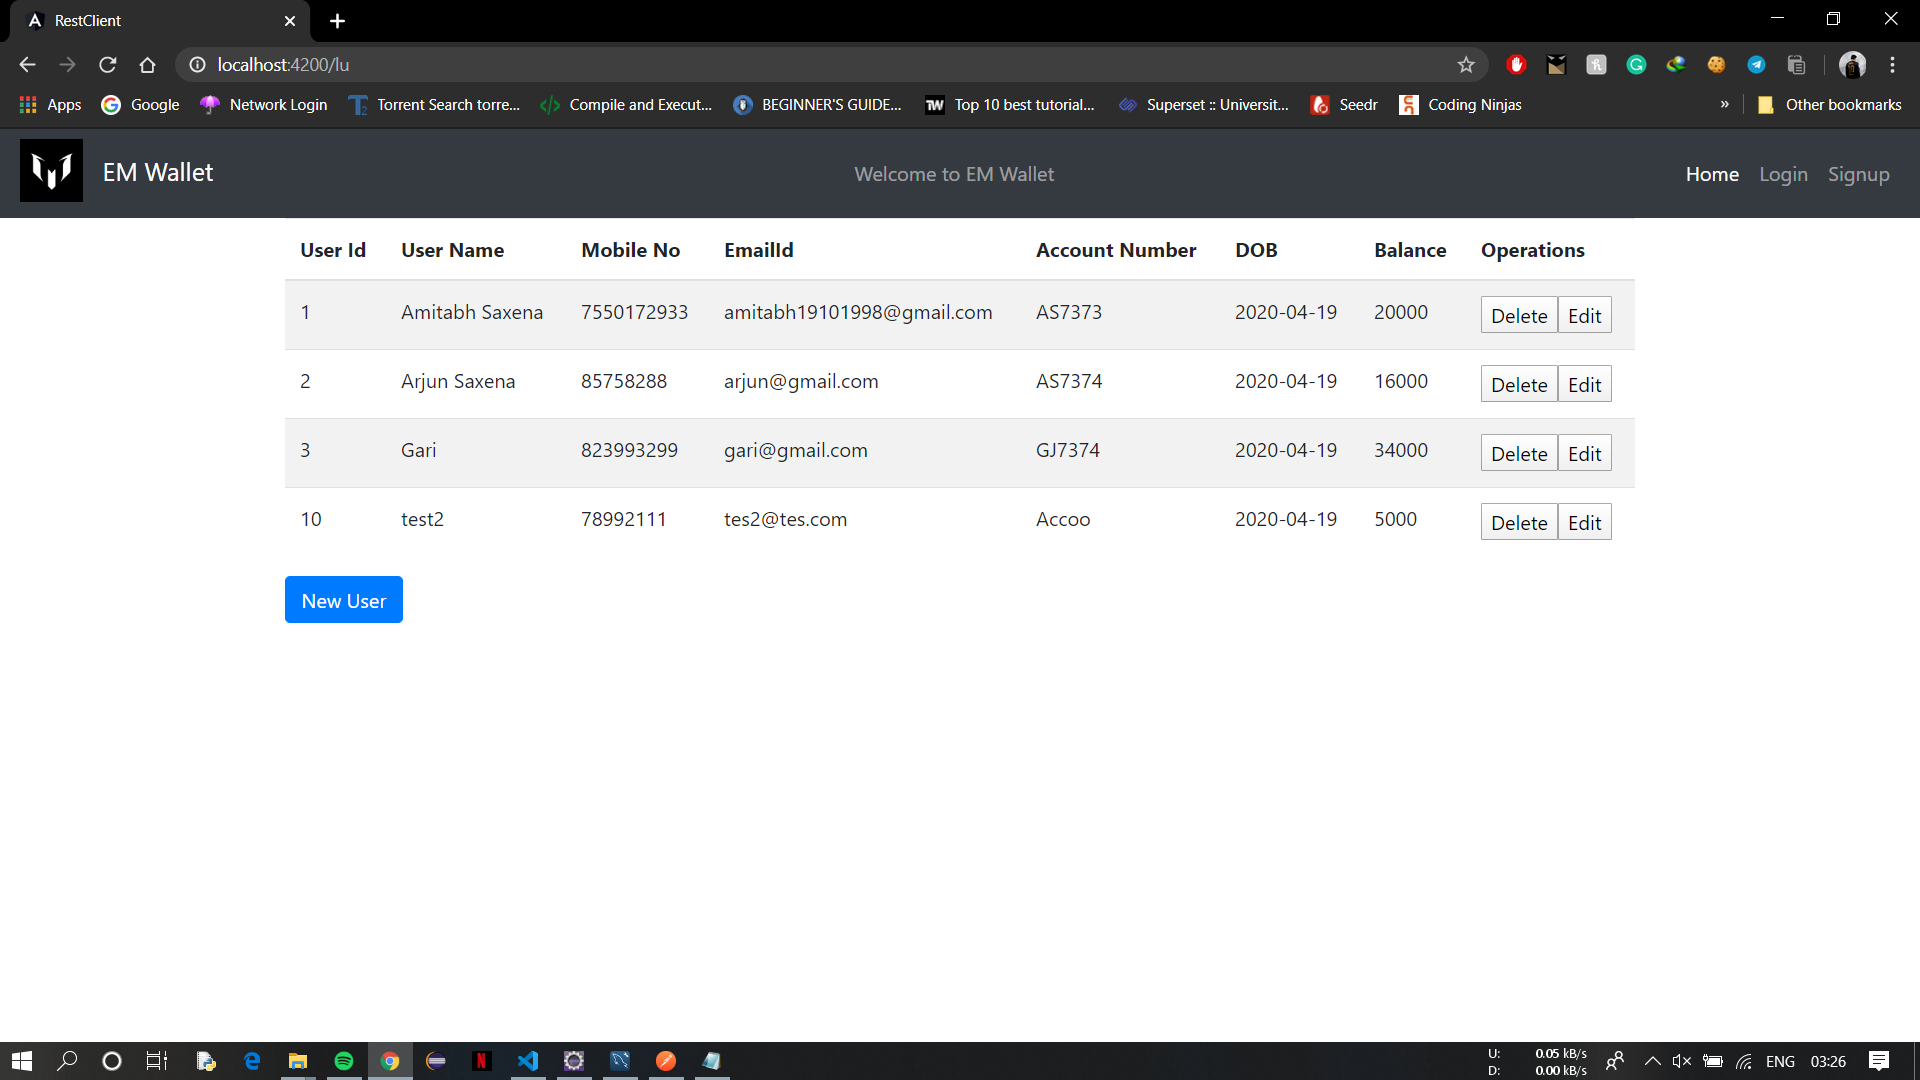 RestClient
localhost:4200/lu
Apps Google Network Login Torrent Search torre... Compile and Execut... BEGINNER'S GUIDE... Top 10 best tutorial... Superset :: Universit... Seedr Coding Ninjas » Other bookmarks
EM Wallet Welcome to EM Wallet Home Login Signup
User Id User Name Mobile No EmailId Account Number DOB Balance Operations
1 Amitabh Saxena 7550172933 amitabh19101998@gmail.com AS7373 2020-04-19 20000 Delete Edit
2 Arjun Saxena 85758288 arjun@gmail.com AS7374 2020-04-19 16000 Delete Edit
3 Gari 823993299 gari@gmail.com GJ7374 2020-04-19 34000 Delete Edit
10 test2 78992111 tes2@tes.com Accoo 2020-04-19 5000 Delete Edit
New User
U: 0.05 kB/s
D: 0.00 kB/s
ENG 03:26